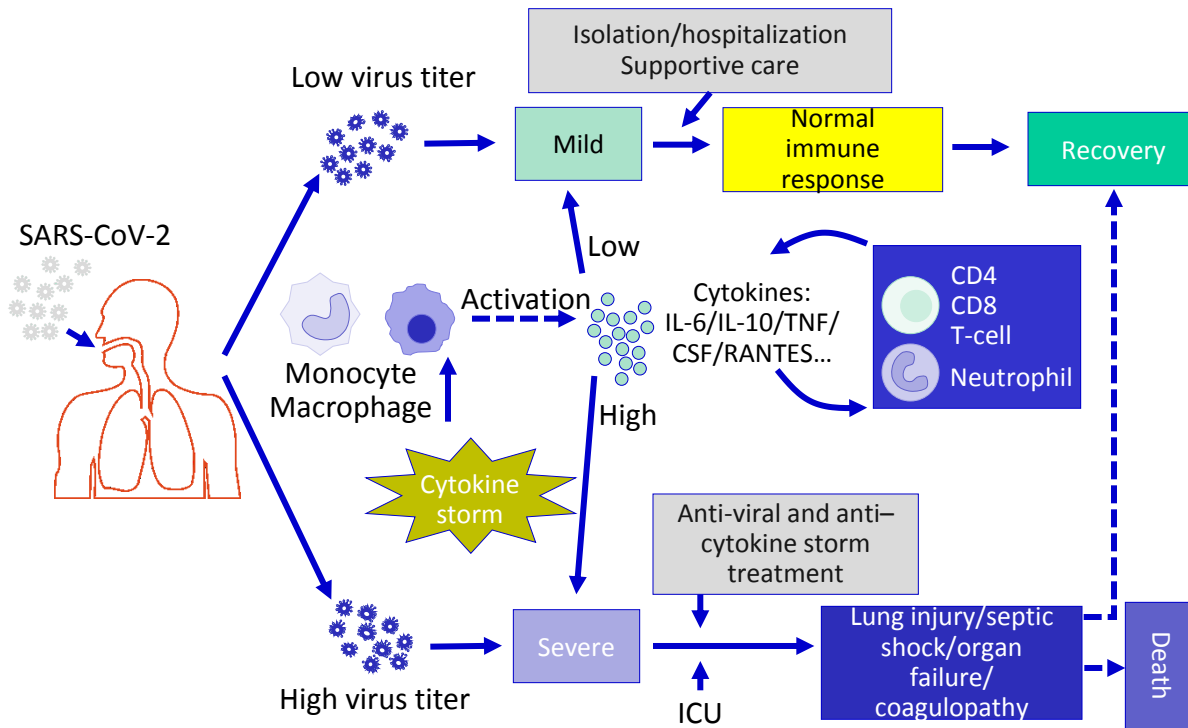 Isolation/hospitalization
Supportive care
Low virus titer
Mild
Normal
immune
response
Recovery
SARS-CoV-2
Low
Activation
Cytokines:
IL-6/IL-10/TNF/
CSF/RANTES...
CD4
CD8
T-cell
Neutrophil
Monocyte
Macrophage
High
Cytokine
storm
Anti-viral and anti–
cytokine storm
treatment
Severe
Lung injury/septic
shock/organ
failure/
coagulopathy
Death
High virus titer
ICU